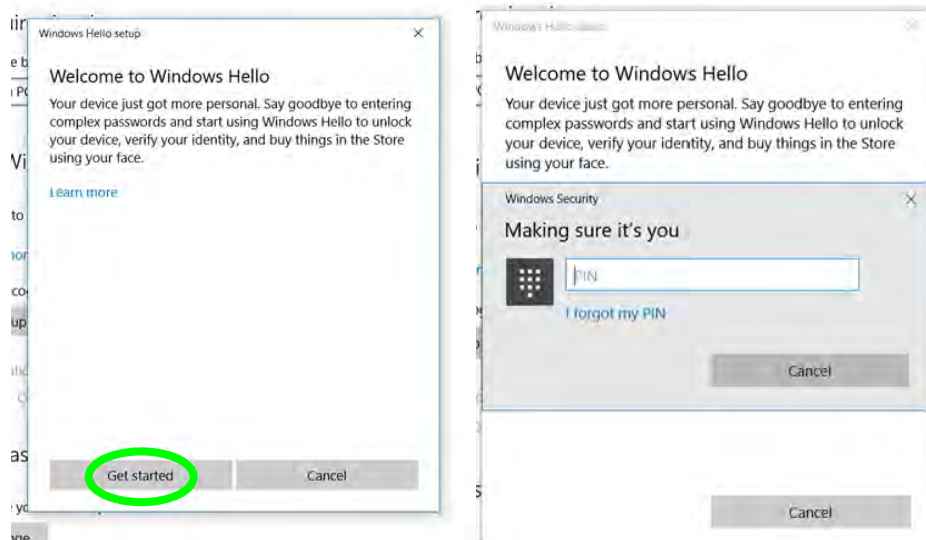 Windows Hello setup
Welcome to Windows Hello
Your device just got more personal. Say goodbye to entering
complex passwords and start using Windows Hello to unlock
your device, verify your identity, and buy things in the Store
using your face.
Learn more
Get started
Cancel
Windows Hello setup
Welcome to Windows Hello
Your device just got more personal. Say goodbye to entering
complex passwords and start using Windows Hello to unlock
your device, verify your identity, and buy things in the Store
using your face.
Windows Security
Making sure it's you
PIN
I forgot my PIN
Cancel
Cancel